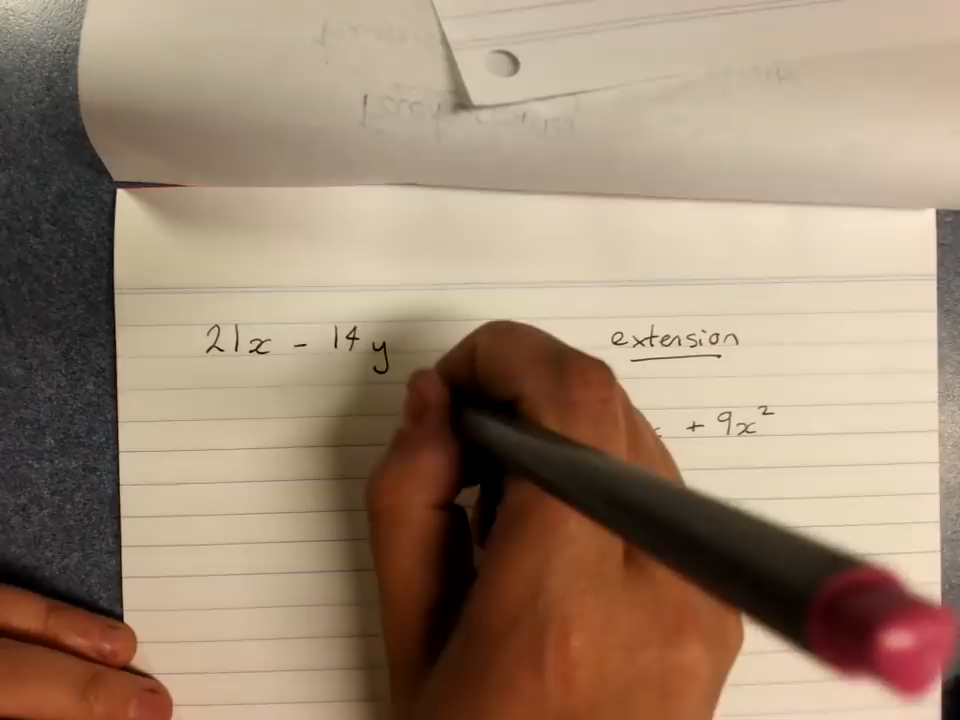 21x - 14y
extension
+ 9x²